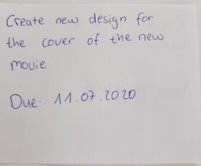 Create new design for
the cover of the new
movie
Due: 11.07.2020